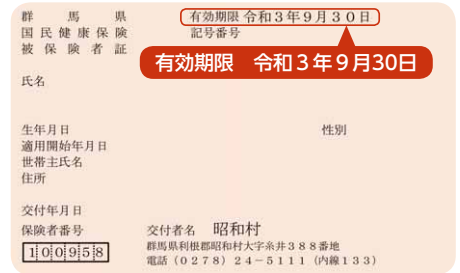 群馬県
国民健康保険
被保険者証
有効期限 令和3年9月30日
記号番号
有効期限 令和3年9月30日
氏名
生年月日
性別
適用開始年月日
世帯主氏名
住所
交付年月日
保険者番号
100958
交付者名 昭和村
群馬県利根郡昭和村大字糸井388番地
電話(0278)24-5111(内線133)